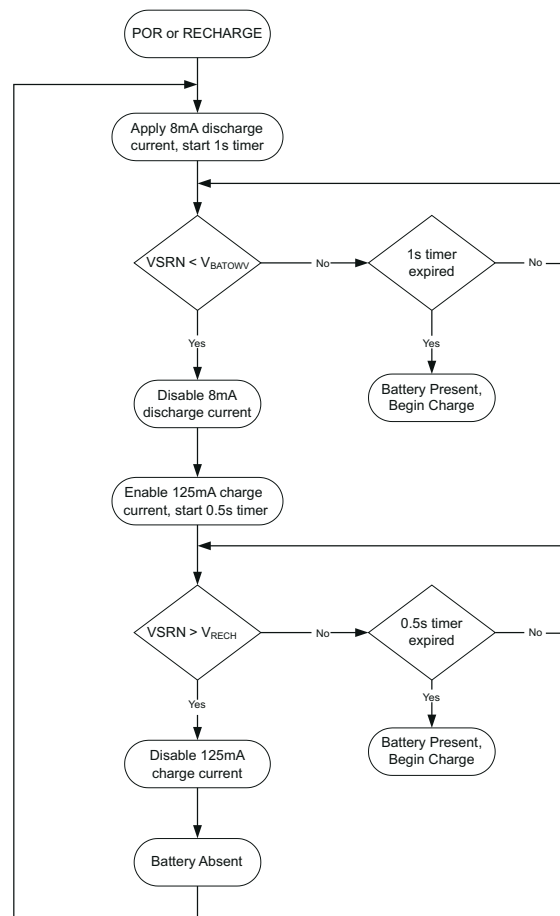 POR or RECHARGE
Apply 8mA discharge
current, start 1s timer
VSRN < VBATOWV
No
1s timer
expired
No
Yes
Yes
Disable 8mA
discharge current
Battery Present,
Begin Charge
Enable 125mA charge
current, start 0.5s timer
VSRN > VRECH
No
0.5s timer
expired
No
Yes
Yes
Disable 125mA
charge current
Battery Present,
Begin Charge
Battery Absent